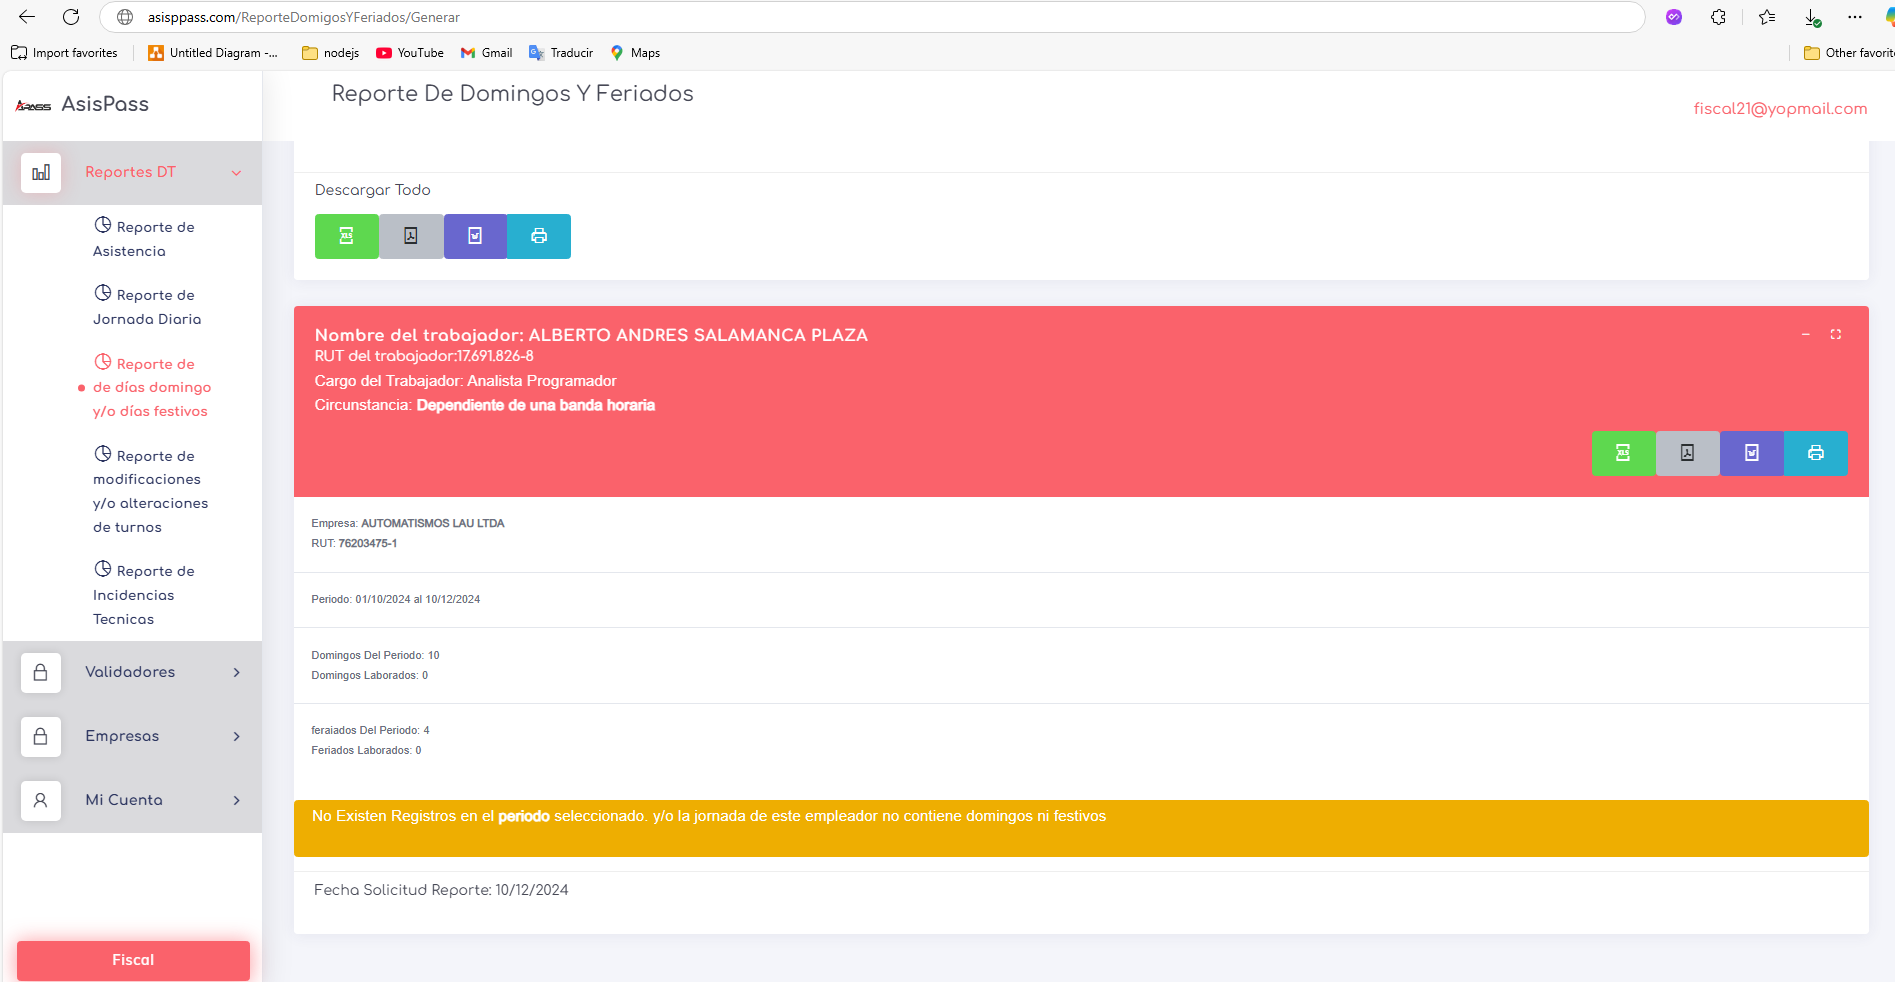 asisppass.com/ReporteDomigosYFeriados/Generar
Import favorites
Untitled Diagram -...
nodejs
YouTube
Gmail
Traducir
Maps
Other favorit
AsisPass
Reporte De Domingos Y Feriados
fiscal21@yopmail.com
Reportes DT
Reporte de
Asistencia
Reporte de
Jornada Diaria
Reporte de
de días domingo
y/o días festivos
Reporte de
modificaciones
y/o alteraciones
de turnos
Reporte de
Incidencias
Tecnicas
Validadores
Empresas
Mi Cuenta
Fiscal
Descargar Todo
XLS
Nombre del trabajador: ALBERTO ANDRES SALAMANCA PLAZA
RUT del trabajador:17.691.826-8
Cargo del Trabajador: Analista Programador
Circunstancia: Dependiente de una banda horaria
XLS
Empresa: AUTOMATISMOS LAU LTDA
RUT: 76203475-1
Periodo: 01/10/2024 al 10/12/2024
Domingos Del Periodo: 10
Domingos Laborados: 0
feraiados Del Periodo: 4
Feriados Laborados: 0
No Existen Registros en el periodo seleccionado. y/o la jornada de este empleador no contiene domingos ni festivos
Fecha Solicitud Reporte: 10/12/2024